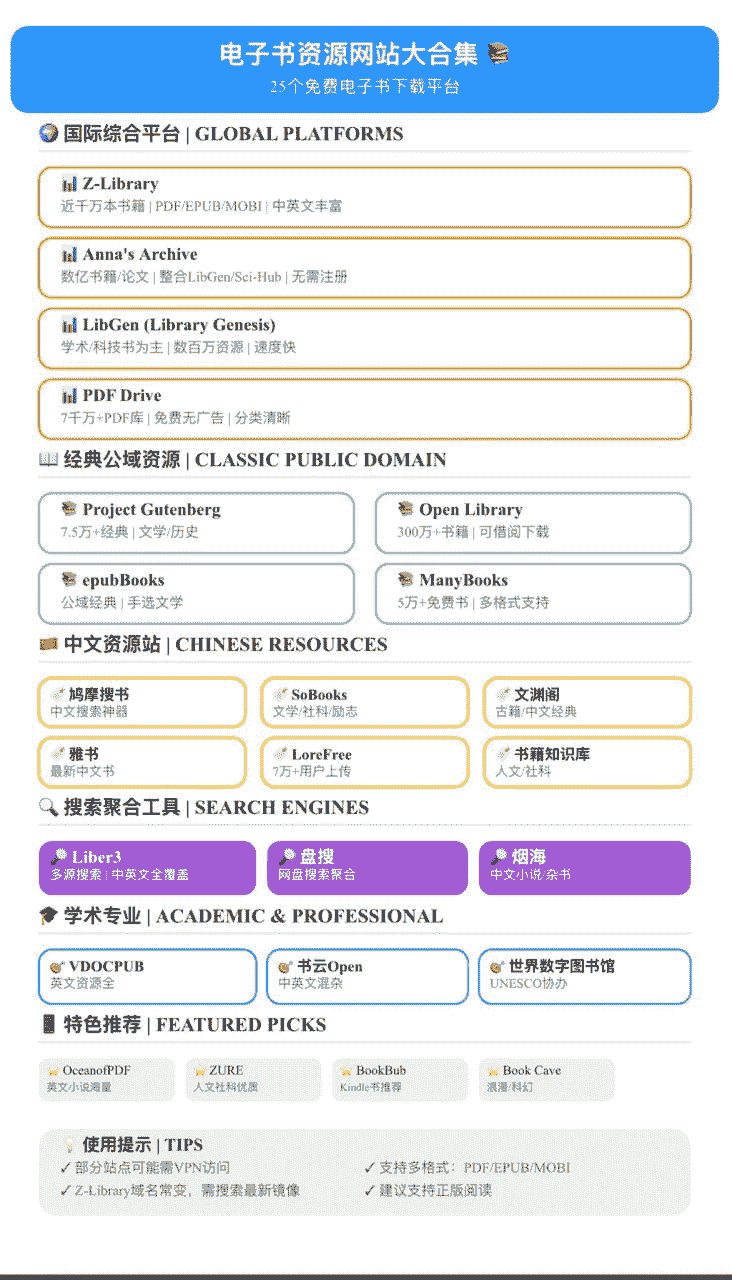 电子书资源网站大合集
25个免费电子书下载平台
国际综合平台 | GLOBAL PLATFORMS
Z-Library
近千万本书籍 | PDF/EPUB/MOBI | 中英文丰富
Anna's Archive
数亿书籍/论文 | 整合LibGen/Sci-Hub | 无需注册
LibGen (Library Genesis)
学术/科技书为主 | 数百万资源 | 速度快
PDF Drive
7千万+PDF库 | 免费无广告 | 分类清晰
经典公域资源 | CLASSIC PUBLIC DOMAIN
Project Gutenberg
7.5万+经典 | 文学/历史
Open Library
300万+书籍 | 可借阅下载
epubBooks
公域经典 | 手选文学
ManyBooks
5万+免费书 | 多格式支持
中文资源站 | CHINESE RESOURCES
鸠摩搜书
中文搜索神器
SoBooks
文学/社科/励志
文渊阁
古籍/中文经典
雅书
最新中文书
LoreFree
7万+用户上传
书籍知识库
人文/社科
搜索聚合工具 | SEARCH ENGINES
Liber3
多源搜索 | 中英文全覆盖
盘搜
网盘搜索聚合
烟海
中文小说/杂书
学术专业 | ACADEMIC & PROFESSIONAL
VDOCPUB
英文资源全
书云Open
中英文混杂
世界数字图书馆
UNESCO协办
特色推荐 | FEATURED PICKS
OceanofPDF
英文小说海量
ZURE
人文社科优质
BookBub
Kindle书推荐
Book Cave
浪漫/科幻
使用提示 | TIPS
✓ 部分站点可能需VPN访问
✓ 支持多格式：PDF/EPUB/MOBI
✓ Z-Library域名常变，需搜索最新镜像
✓ 建议支持正版阅读